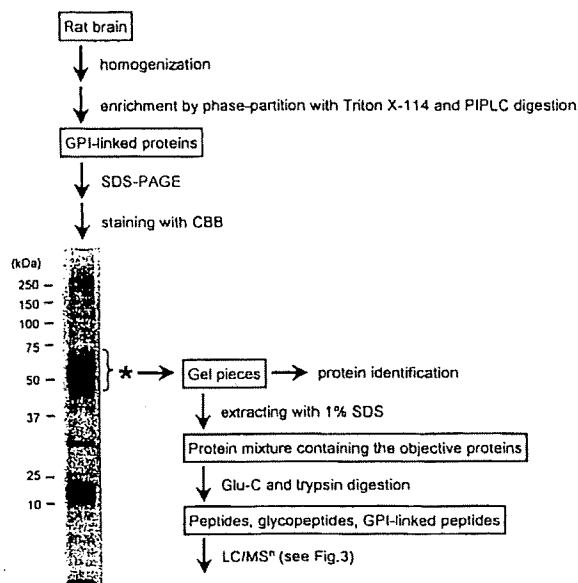 Rat brain
homogenization
enrichment by phase-partition with Triton X-114 and PIPLC digestion
GPI-linked proteins
SDS-PAGE
staining with CBB
(kDa)
250
150
100
75
50
37
25
10
*
Gel pieces
protein identification
extracting with 1% SDS
Protein mixture containing the objective proteins
Glu-C and trypsin digestion
Peptides, glycopeptides, GPI-linked peptides
LC/MSⁿ (see Fig.3)